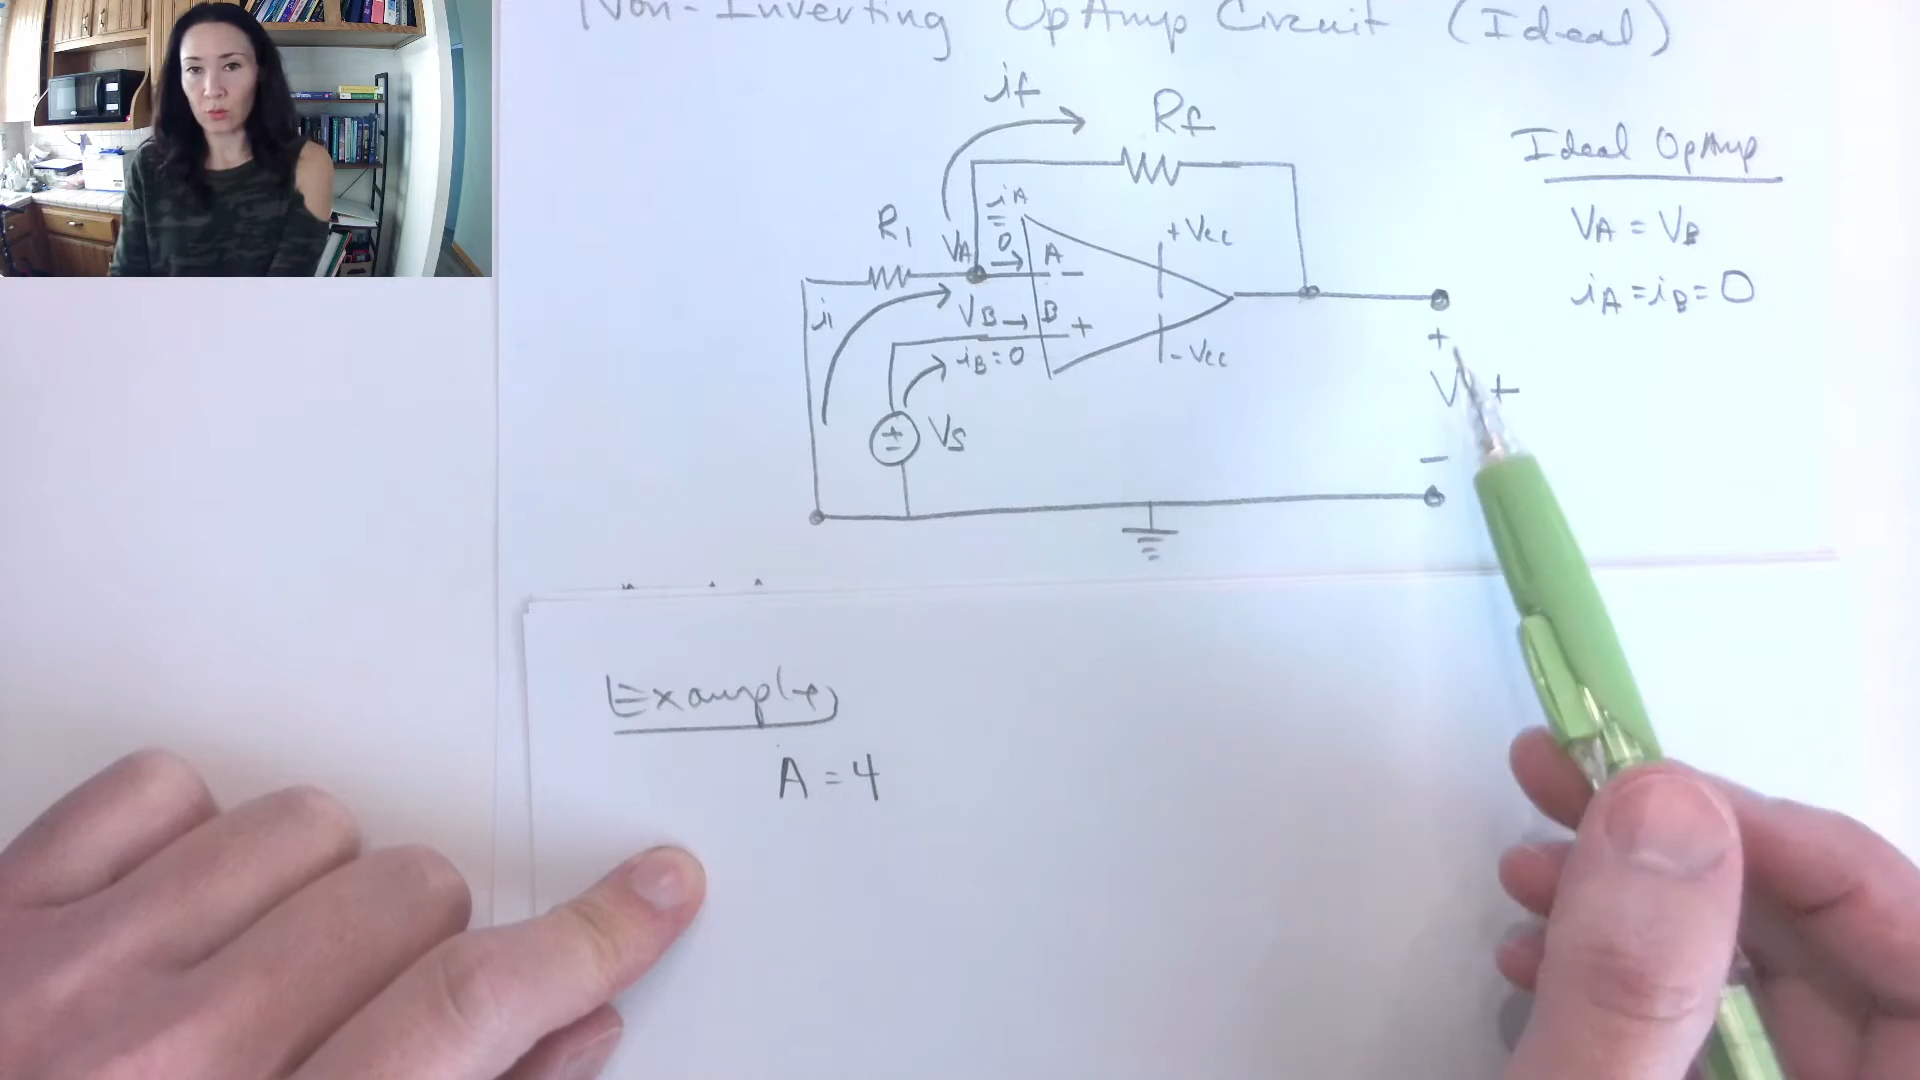 Non-Inverting OpAmp Circuit (Ideal)
if
Rf
Ideal OpAmp
iA
=
0
+Vcc
VA = VB
R1
VA
A
−
iA = iB = 0
i1
VB
B
+
iB = 0
-Vcc
+
Vs
−
Example
A = 4